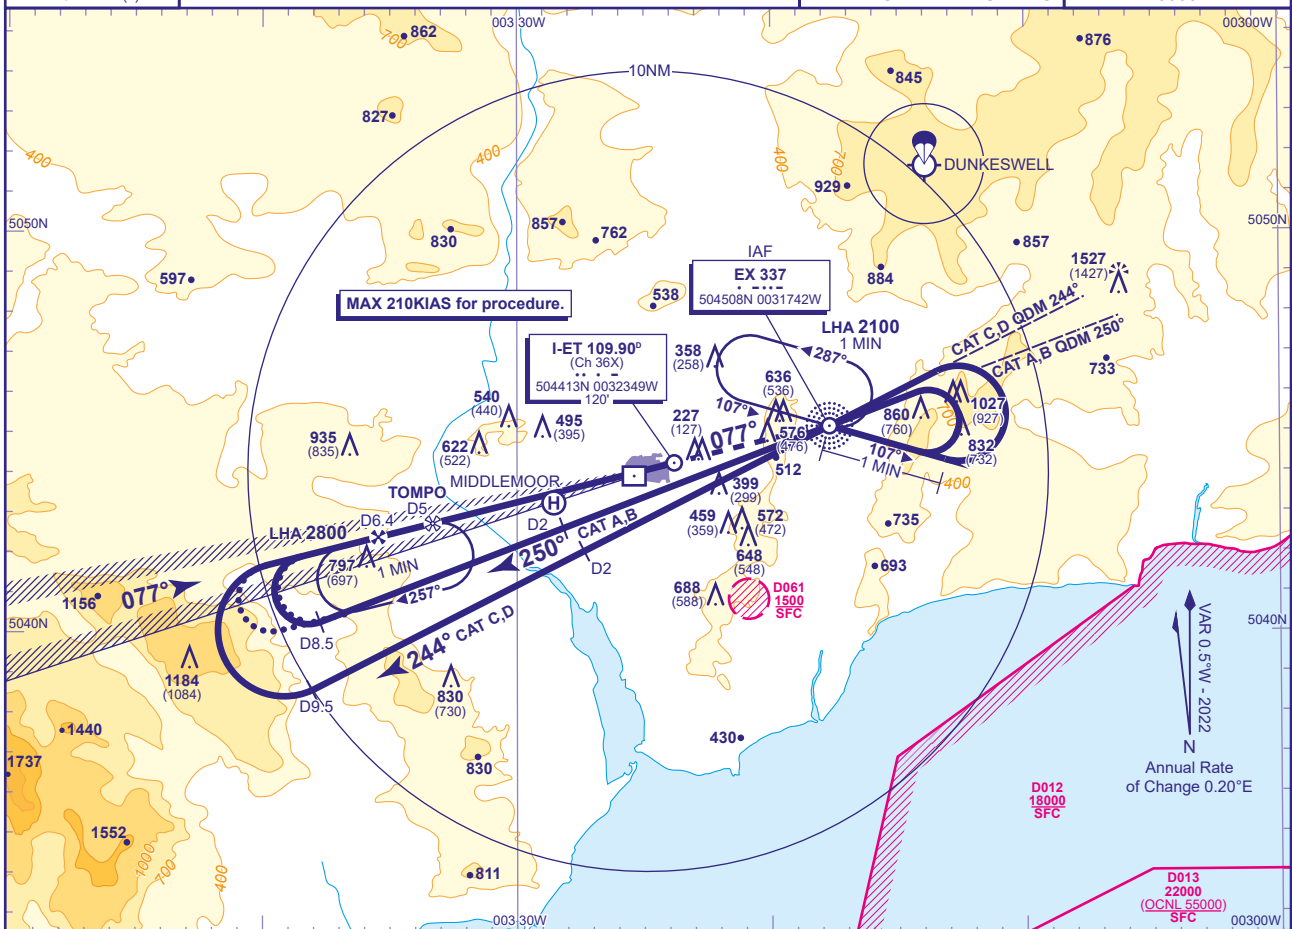 003 30W
00300W
862
700
876
10NM
845
827
400
400
400
700
DUNKESWELL
929
5050N
5050N
857
762
830
857
597
IAF
884
1527
(1427)
EX 337
504508N 0031742W
MAX 210KIAS for procedure.
538
CAT C,D QDM 244°
CAT A,B QDM 250°
LHA 2100
1 MIN
I-ET 109.90D
(Ch 36X)
504413N 0032349W
120'
358
(258)
287°
733
636
(536)
540
(440)
107°
1027
(927)
700
495
(395)
227
(127)
077°
576
(476)
860
(760)
935
(835)
622
(522)
832
(732)
107°
1 MIN
512
400
MIDDLEMOOR
TOMPO
D5
399
(299)
D6.4
D2
CAT A,B
459
(359)
572
(472)
735
LHA 2800
250°
797
(697)
1 MIN
648
(548)
693
D2
257°
688
(588)
D061
1500
SFC
077°
1156
5040N
5040N
D8.5
244° CAT C,D
VAR 0.5°W - 2022
1184
(1084)
830
(730)
D9.5
1440
430
N
1737
830
Annual Rate
of Change 0.20°E
D012
18000
SFC
1552
1000
700
400
811
D013
22000
(OCNL 55000)
SFC
003 30W
00300W